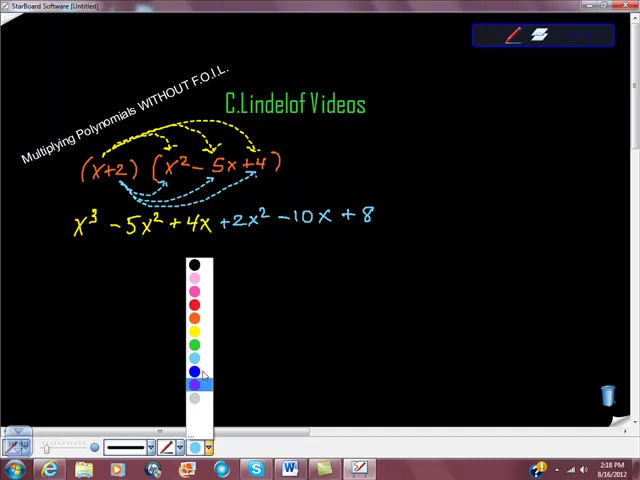 StarBoard Software [Untitled]
Multiplying Polynomials WITHOUT F.O.I.L.
C.Lindelof Videos
(x+2) (x² − 5x +4)
x³ − 5x² + 4x + 2x² − 10x + 8
...
2:18 PM
8/16/2012